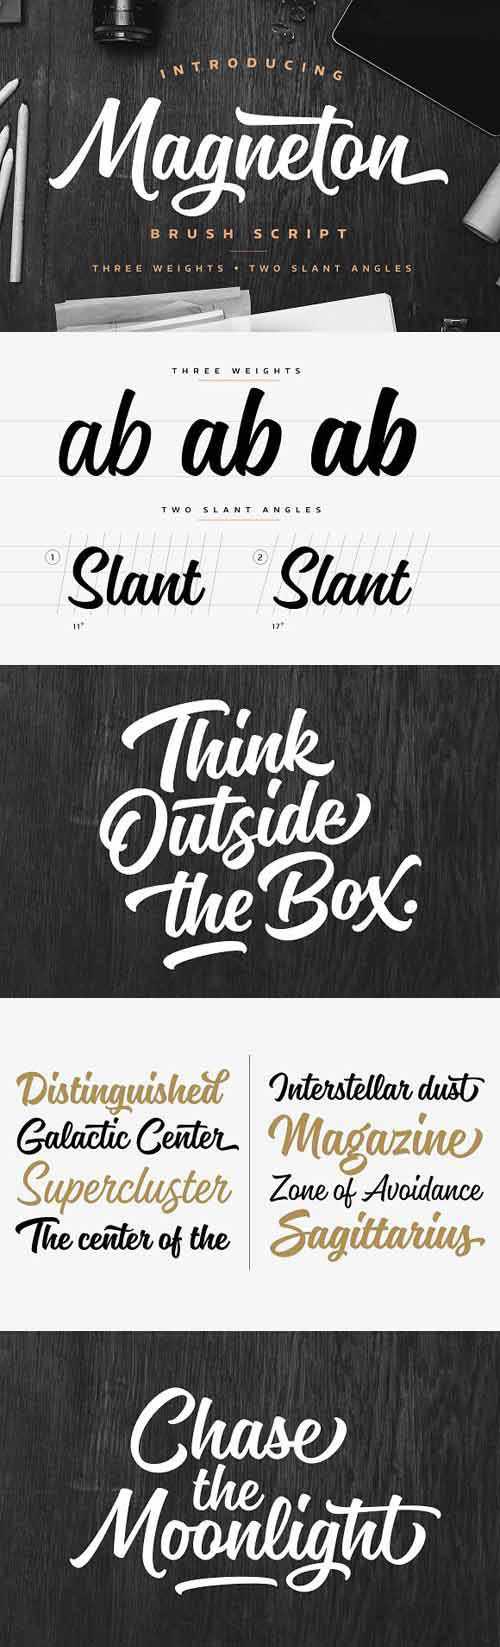 INTRODUCING
Magneton
BRUSH SCRIPT
THREE WEIGHTS • TWO SLANT ANGLES
THREE WEIGHTS
ab ab ab
TWO SLANT ANGLES
1 Slant 2 Slant
11° 17°
Think
Outside
the Box.
Distinguished
Galactic Center
Supercluster
The center of the
Interstellar dust
Magazine
Zone of Avoidance
Sagittarius
Chase
the
Moonlight